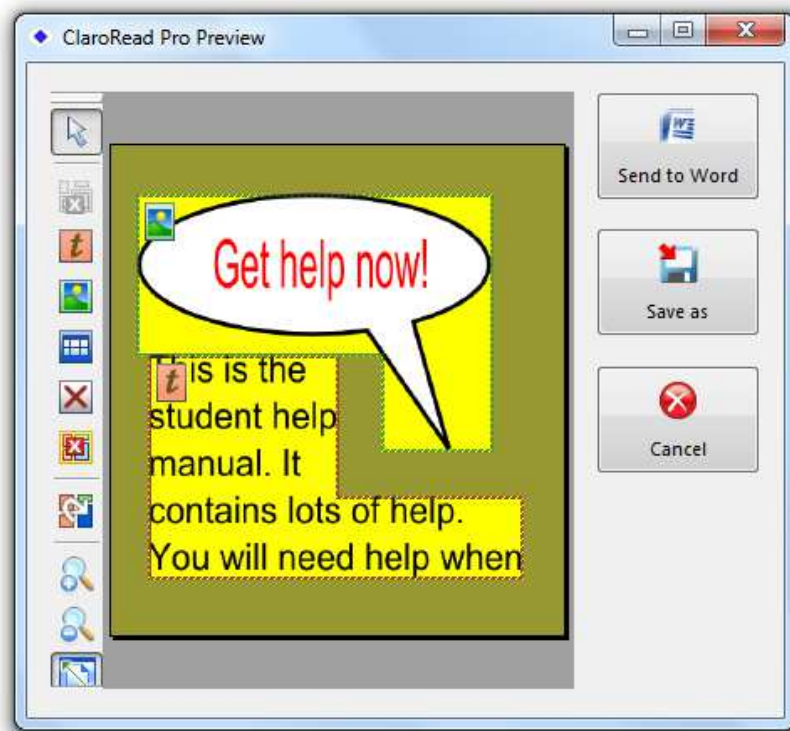 ClaroRead Pro Preview
Send to Word
Save as
Cancel
Get help now!
This is the
student help
manual. It
contains lots of help.
You will need help when